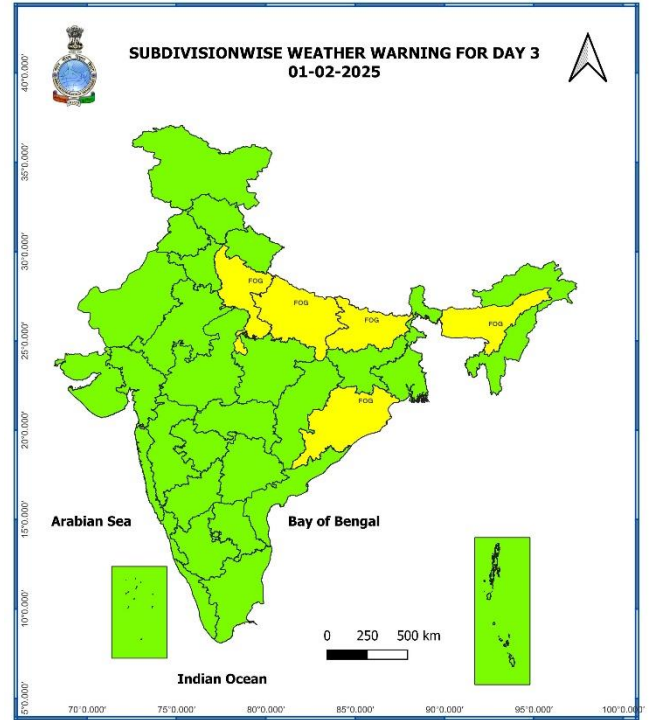 SUBDIVISIONWISE WEATHER WARNING FOR DAY 3
01-02-2025
40°0.000'
35°0.000'
30°0.000'
25°0.000'
20°0.000'
15°0.000'
10°0.000'
5°0.000'
FOG
FOG
FOG
FOG
FOG
Arabian Sea
Bay of Bengal
0 250 500 km
Indian Ocean
70°0.000' 75°0.000' 80°0.000' 85°0.000' 90°0.000' 95°0.000' 100°0.000'